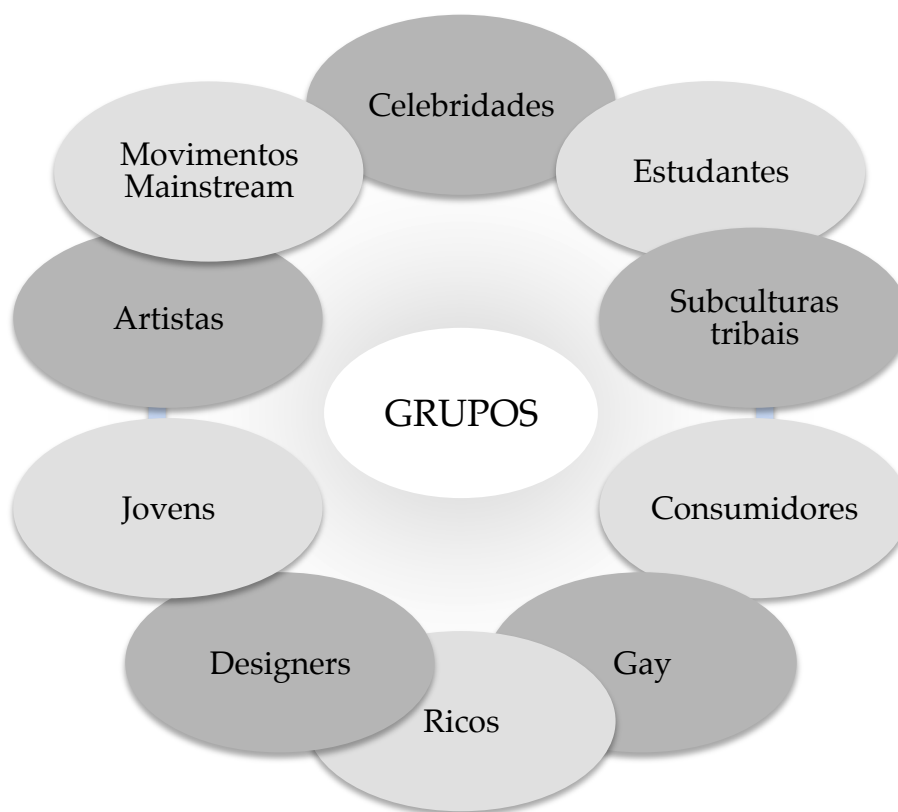 Celebridades
Estudantes
Subculturas
tribais
Consumidores
Gay
Ricos
Designers
Jovens
Artistas
Movimentos
Mainstream
GRUPOS